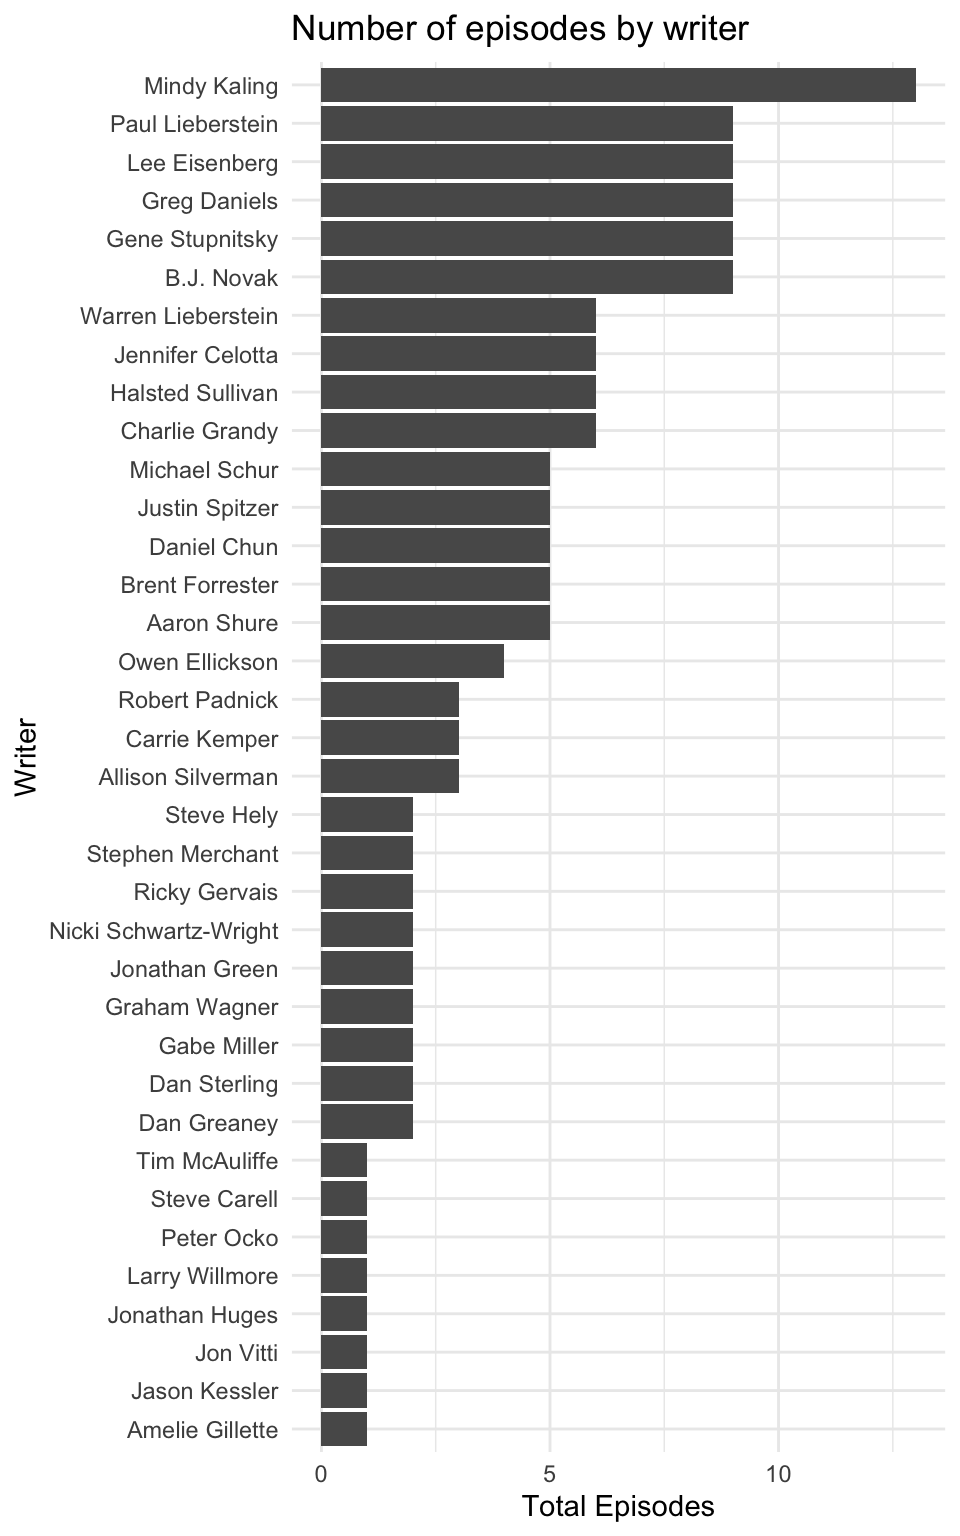 Number of episodes by writer
Mindy Kaling
Paul Lieberstein
Lee Eisenberg
Greg Daniels
Gene Stupnitsky
B.J. Novak
Warren Lieberstein
Jennifer Celotta
Halsted Sullivan
Charlie Grandy
Michael Schur
Justin Spitzer
Daniel Chun
Brent Forrester
Aaron Shure
Owen Ellickson
Robert Padnick
Carrie Kemper
Allison Silverman
Steve Hely
Stephen Merchant
Ricky Gervais
Nicki Schwartz-Wright
Jonathan Green
Graham Wagner
Gabe Miller
Dan Sterling
Dan Greaney
Tim McAuliffe
Steve Carell
Peter Ocko
Larry Willmore
Jonathan Huges
Jon Vitti
Jason Kessler
Amelie Gillette
Writer
0 5 10
Total Episodes